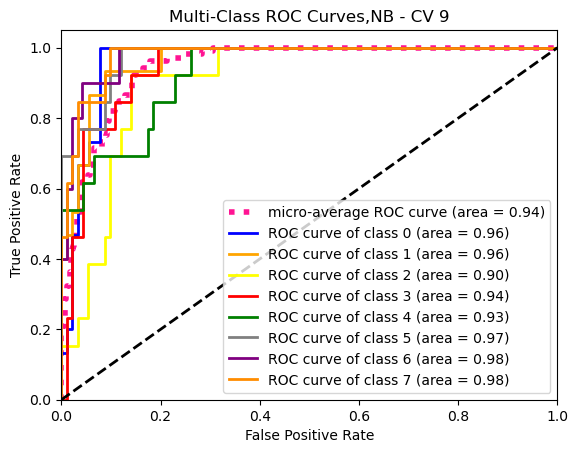 Multi-Class ROC Curves,NB - CV 9
True Positive Rate
1.0
0.8
0.6
0.4
0.2
0.0
micro-average ROC curve (area = 0.94)
ROC curve of class 0 (area = 0.96)
ROC curve of class 1 (area = 0.96)
ROC curve of class 2 (area = 0.90)
ROC curve of class 3 (area = 0.94)
ROC curve of class 4 (area = 0.93)
ROC curve of class 5 (area = 0.97)
ROC curve of class 6 (area = 0.98)
ROC curve of class 7 (area = 0.98)
0.0 0.2 0.4 0.6 0.8 1.0
False Positive Rate